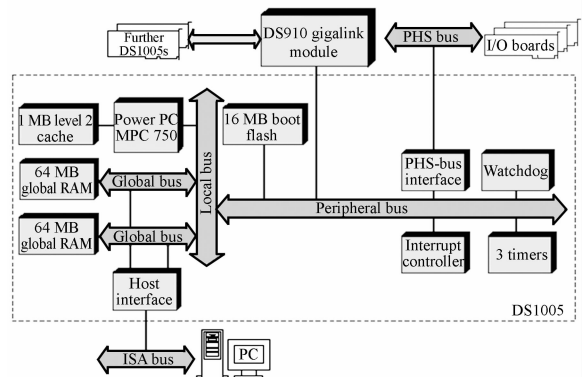 Further
DS1005s
DS910 gigalink
module
PHS bus
I/O boards
1 MB level 2
cache
Power PC
MPC 750
Local bus
16 MB boot
flash
64 MB
global RAM
Global bus
PHS-bus
interface
Watchdog
Peripheral bus
64 MB
global RAM
Global bus
Interrupt
controller
3 timers
Host
interface
DS1005
ISA bus
PC